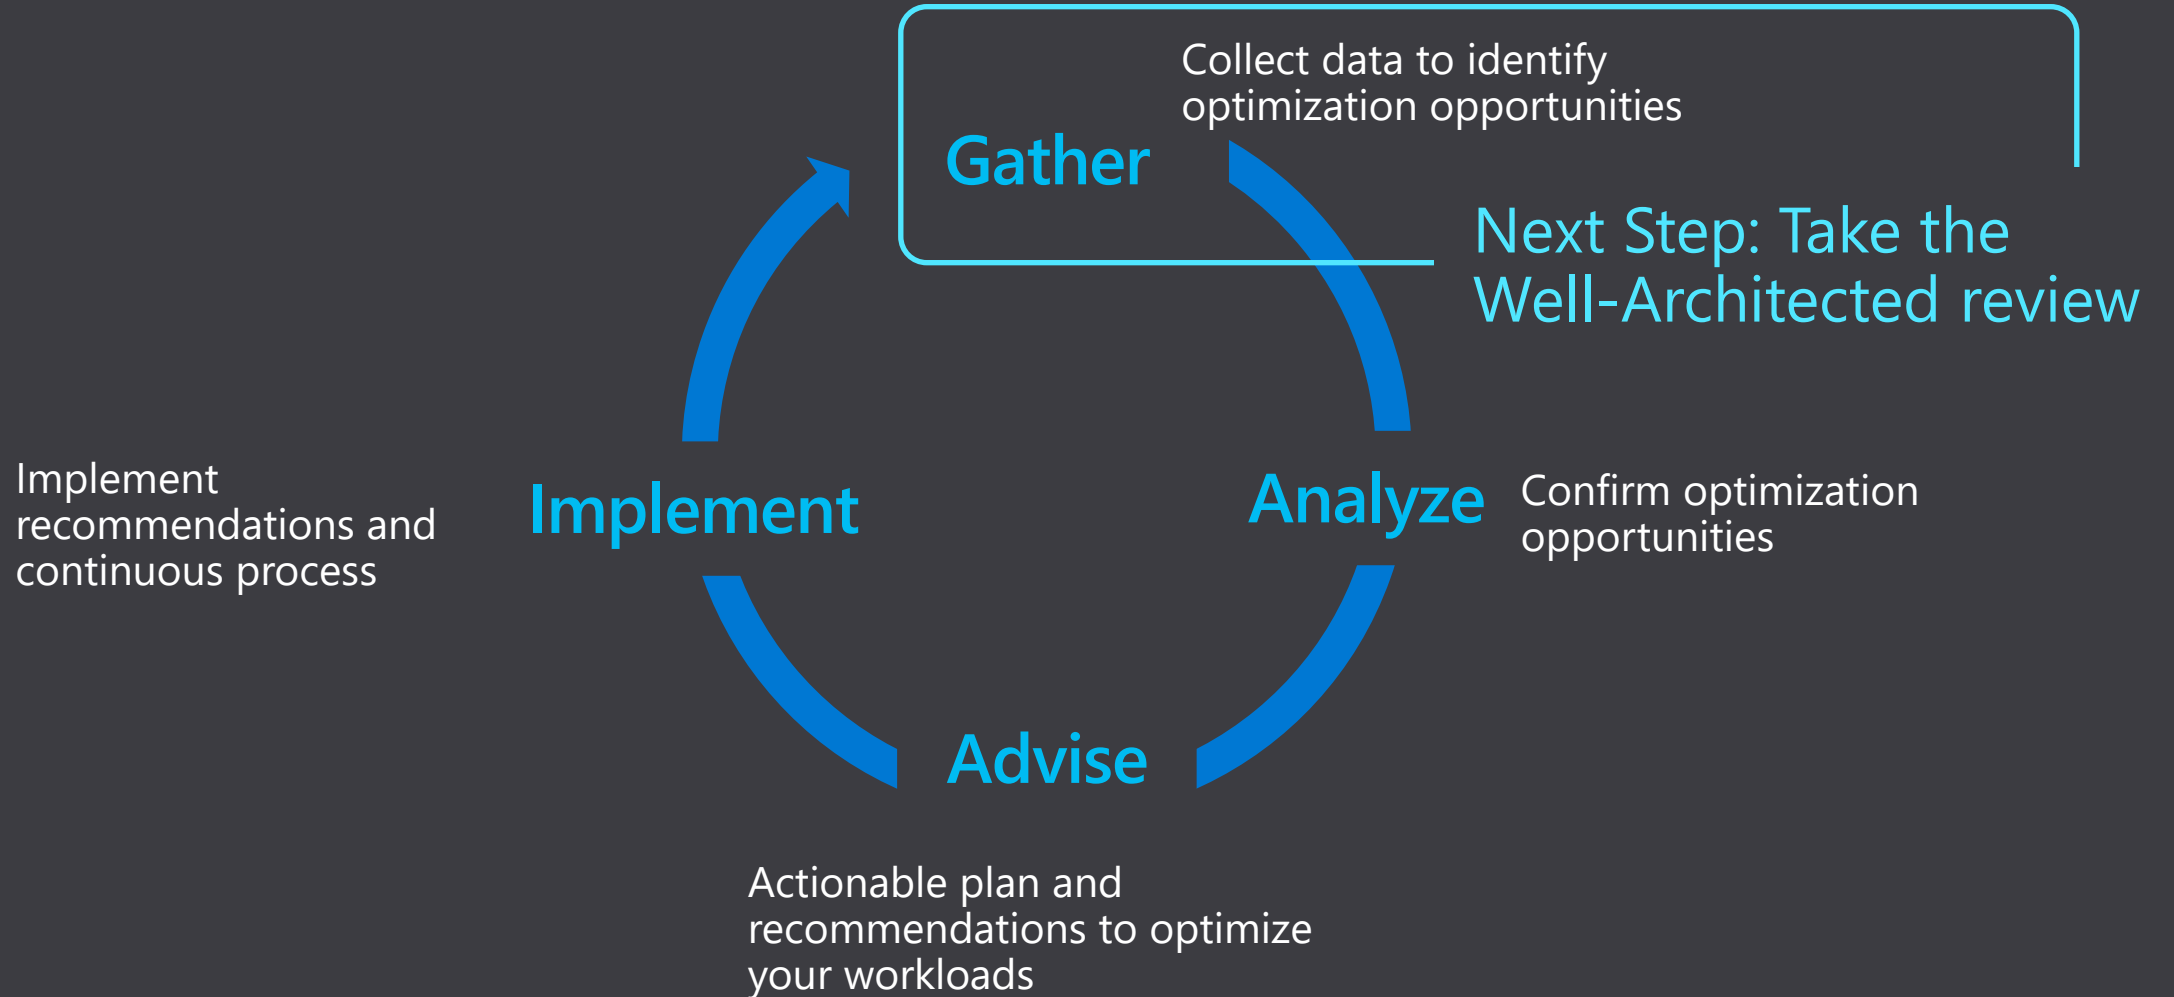 Collect data to identify
optimization opportunities
Gather
Next Step: Take the
Well-Architected review
Analyze
Confirm optimization
opportunities
Advise
Actionable plan and
recommendations to optimize
your workloads
Implement
Implement
recommendations and
continuous process